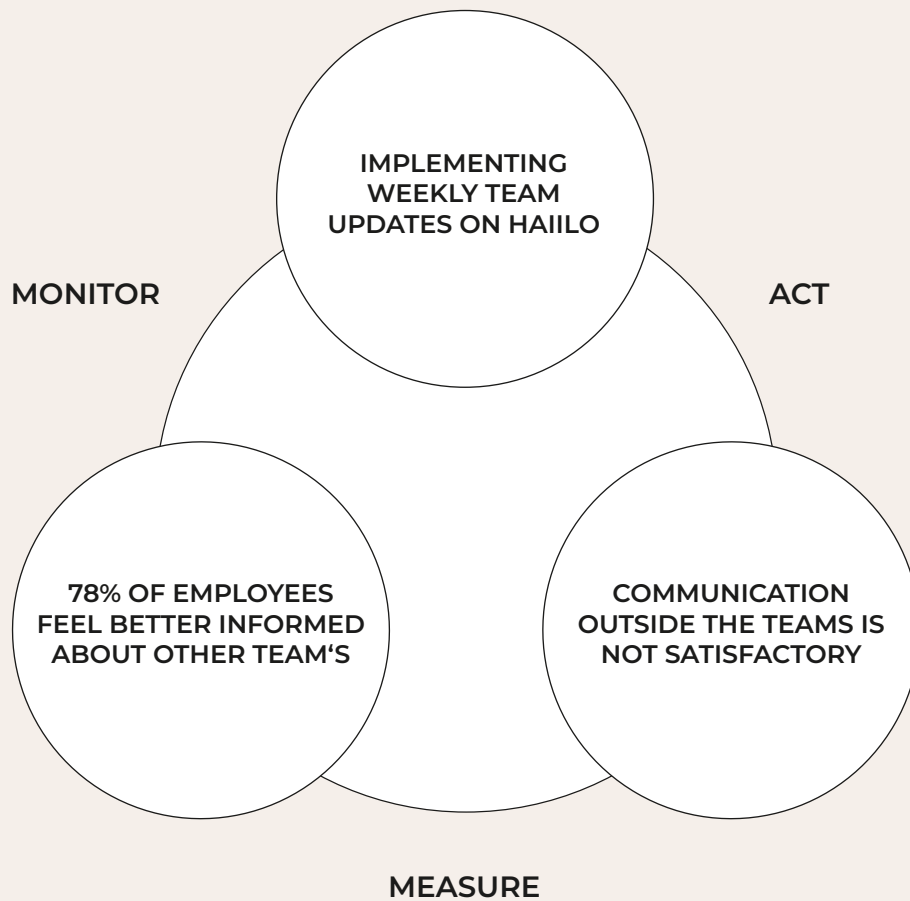 IMPLEMENTING
WEEKLY TEAM
UPDATES ON HAIILO
MONITOR
ACT
78% OF EMPLOYEES
FEEL BETTER INFORMED
ABOUT OTHER TEAM‘S
COMMUNICATION
OUTSIDE THE TEAMS IS
NOT SATISFACTORY
MEASURE